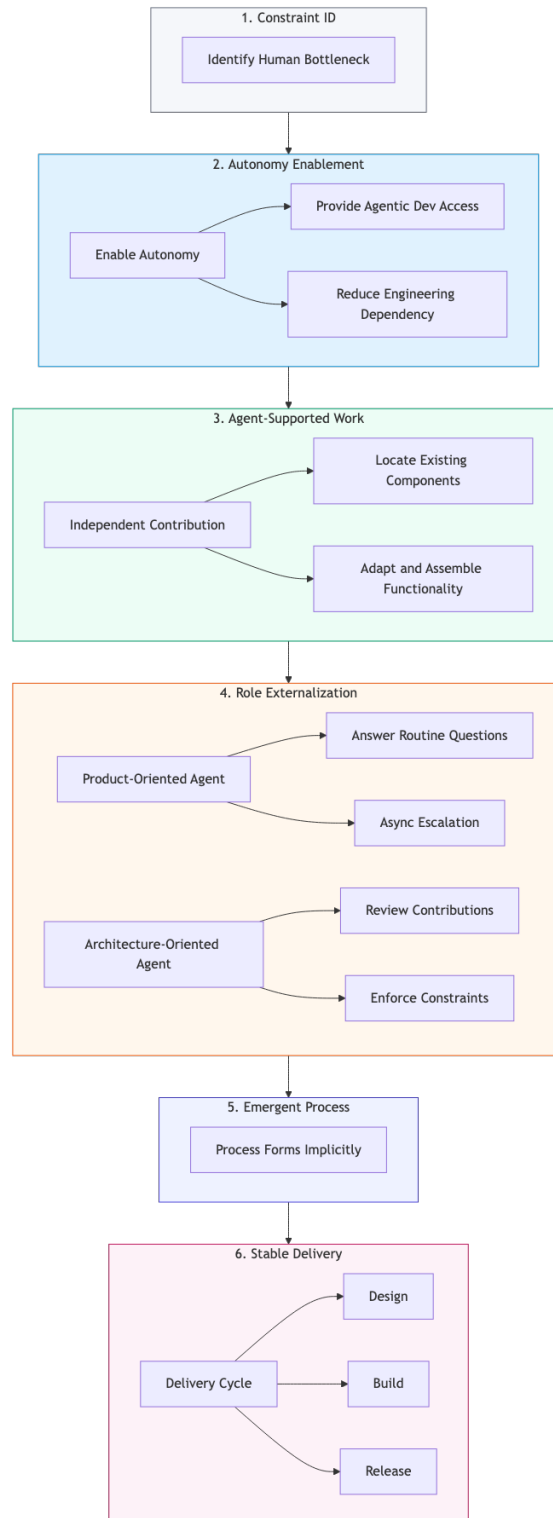 1. Constraint ID
Identify Human Bottleneck
2. Autonomy Enablement
Provide Agentic Dev Access
Enable Autonomy
Reduce Engineering
Dependency
3. Agent-Supported Work
Locate Existing
Components
Independent Contribution
Adapt and Assemble
Functionality
4. Role Externalization
Answer Routine Questions
Product-Oriented Agent
Async Escalation
Review Contributions
Architecture-Oriented
Agent
Enforce Constraints
5. Emergent Process
Process Forms Implicitly
6. Stable Delivery
Design
Delivery Cycle
Build
Release